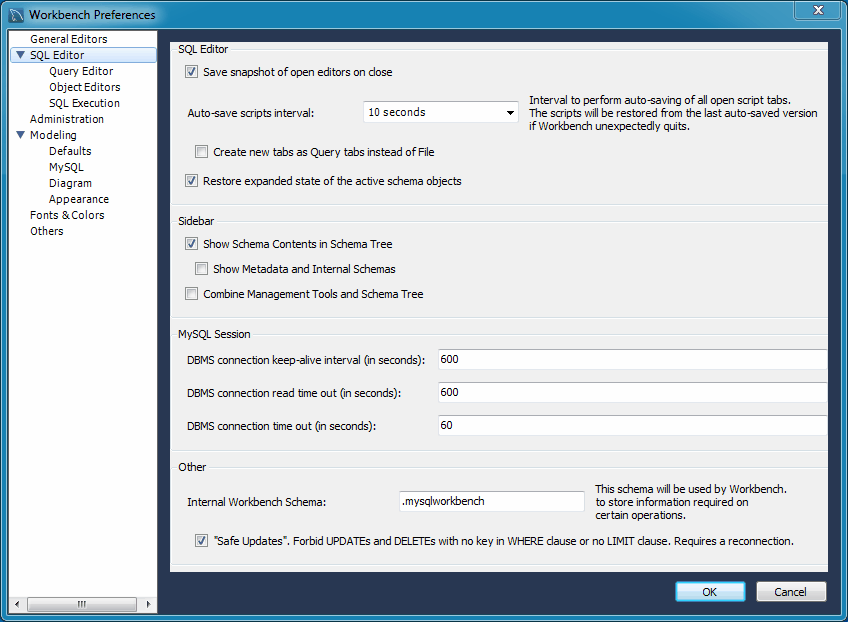 Workbench Preferences
General Editors
SQL Editor
Query Editor
Object Editors
SQL Execution
Administration
Modeling
Defaults
MySQL
Diagram
Appearance
Fonts & Colors
Others
SQL Editor
Save snapshot of open editors on close
Auto-save scripts interval:
10 seconds
Interval to perform auto-saving of all open script tabs.
The scripts will be restored from the last auto-saved version
if Workbench unexpectedly quits.
Create new tabs as Query tabs instead of File
Restore expanded state of the active schema objects
Sidebar
Show Schema Contents in Schema Tree
Show Metadata and Internal Schemas
Combine Management Tools and Schema Tree
MySQL Session
DBMS connection keep-alive interval (in seconds):
600
DBMS connection read time out (in seconds):
600
DBMS connection time out (in seconds):
60
Other
Internal Workbench Schema:
.mysqlworkbench
This schema will be used by Workbench.
to store information required on
certain operations.
"Safe Updates". Forbid UPDATEs and DELETEs with no key in WHERE clause or no LIMIT clause. Requires a reconnection.
OK
Cancel